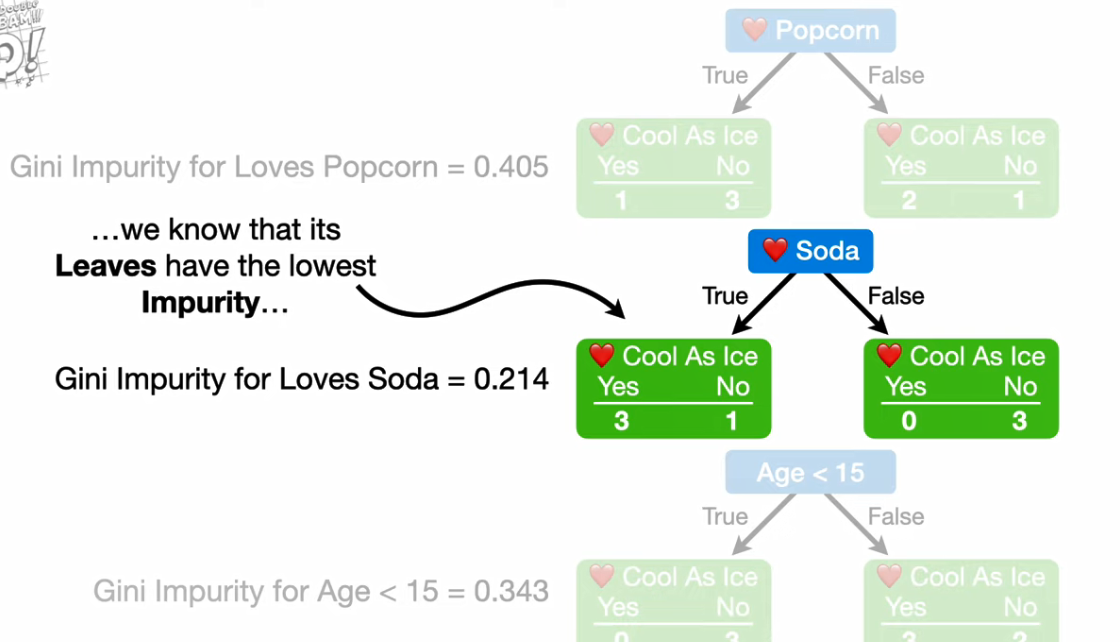 DOUBLE
BAM!!!
p!
❤️ Popcorn
True False
❤️ Cool As Ice ❤️ Cool As Ice
Yes No Yes No
1 3 2 1
Gini Impurity for Loves Popcorn = 0.405
…we know that its
Leaves have the lowest
Impurity…
❤️ Soda
True False
❤️ Cool As Ice ❤️ Cool As Ice
Yes No Yes No
3 1 0 3
Gini Impurity for Loves Soda = 0.214
Age < 15
True False
❤️ Cool As Ice ❤️ Cool As Ice
Yes No Yes No
Gini Impurity for Age < 15 = 0.343